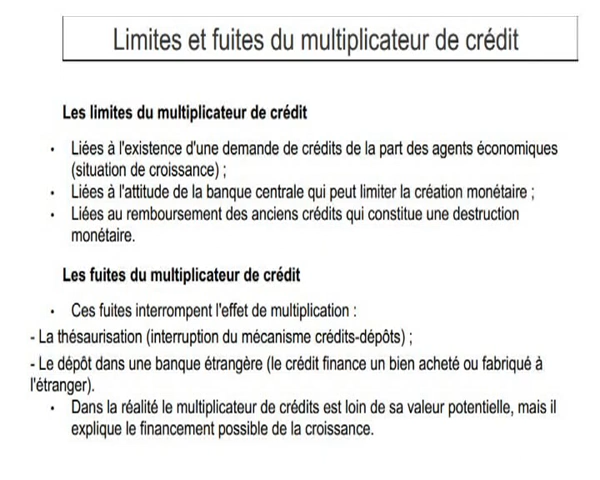 Limites et fuites du multiplicateur de crédit
Les limites du multiplicateur de crédit
• Liées à l'existence d'une demande de crédits de la part des agents économiques
(situation de croissance) ;
• Liées à l'attitude de la banque centrale qui peut limiter la création monétaire ;
• Liées au remboursement des anciens crédits qui constitue une destruction
monétaire.
Les fuites du multiplicateur de crédit
• Ces fuites interrompent l'effet de multiplication :
- La thésaurisation (interruption du mécanisme crédits-dépôts) ;
- Le dépôt dans une banque étrangère (le crédit finance un bien acheté ou fabriqué à
l'étranger).
• Dans la réalité le multiplicateur de crédits est loin de sa valeur potentielle, mais il
explique le financement possible de la croissance.